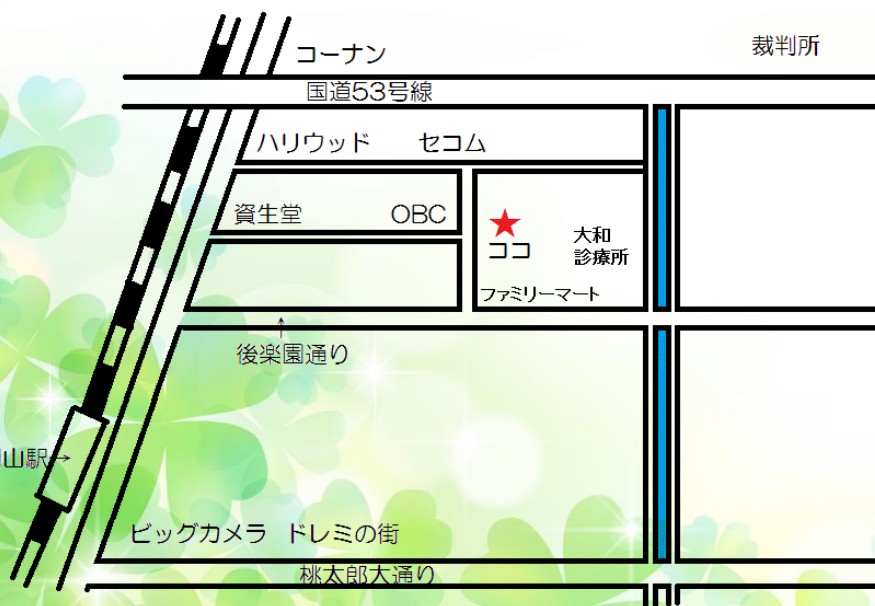 コーナン
裁判所
国道53号線
ハリウッド
セコム
資生堂
OBC
★
ココ
大和
診療所
ファミリーマート
↑
後楽園通り
山駅→
ビッグカメラ
ドレミの街
桃太郎大通り